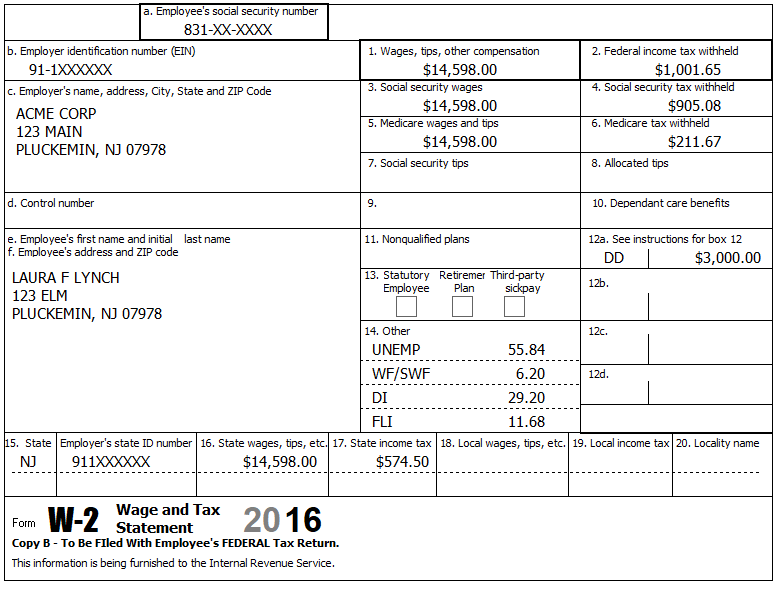 a. Employee's social security number
831-XX-XXXX
b. Employer identification number (EIN)
91-1XXXXXX
1. Wages, tips, other compensation
$14,598.00
2. Federal income tax withheld
$1,001.65
c. Employer's name, address, City, State and ZIP Code
ACME CORP
123 MAIN
PLUCKEMIN, NJ 07978
3. Social security wages
$14,598.00
4. Social security tax withheld
$905.08
5. Medicare wages and tips
$14,598.00
6. Medicare tax withheld
$211.67
7. Social security tips
8. Allocated tips
d. Control number
9.
10. Dependant care benefits
e. Employee's first name and initial last name
f. Employee's address and ZIP code
LAURA F LYNCH
123 ELM
PLUCKEMIN, NJ 07978
11. Nonqualified plans
12a. See instructions for box 12
DD $3,000.00
13. Statutory Employee
Retiremer Plan
Third-party sickpay
12b.
14. Other
UNEMP 55.84
WF/SWF 6.20
DI 29.20
FLI 11.68
12c.
12d.
15. State Employer's state ID number 16. State wages, tips, etc. 17. State income tax 18. Local wages, tips, etc. 19. Local income tax 20. Locality name
NJ 911XXXXXX $14,598.00 $574.50
Form W-2 Wage and Tax Statement 2016
Copy B - To Be FIled With Employee's FEDERAL Tax Return.
This information is being furnished to the Internal Revenue Service.